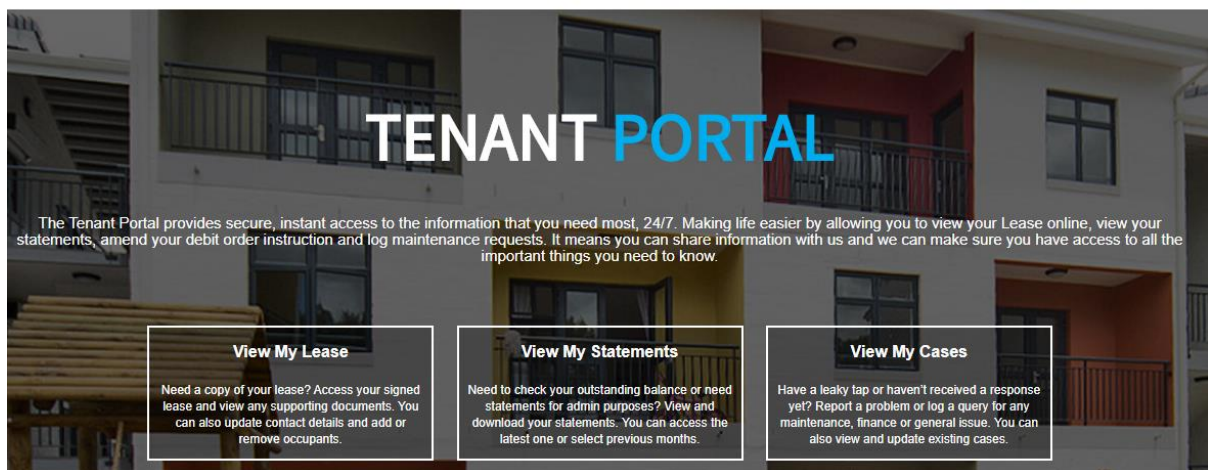 TENANT PORTAL
The Tenant Portal provides secure, instant access to the information that you need most, 24/7. Making life easier by allowing you to view your Lease online, view your
statements, amend your debit order instruction and log maintenance requests. It means you can share information with us and we can make sure you have access to all the
important things you need to know.
View My Lease
Need a copy of your lease? Access your signed
lease and view any supporting documents. You
can also update contact details and add or
remove occupants.
View My Statements
Need to check your outstanding balance or need
statements for admin purposes? View and
download your statements. You can access the
latest one or select previous months.
View My Cases
Have a leaky tap or haven't received a response
yet? Report a problem or log a query for any
maintenance, finance or general issue. You can
also view and update existing cases.